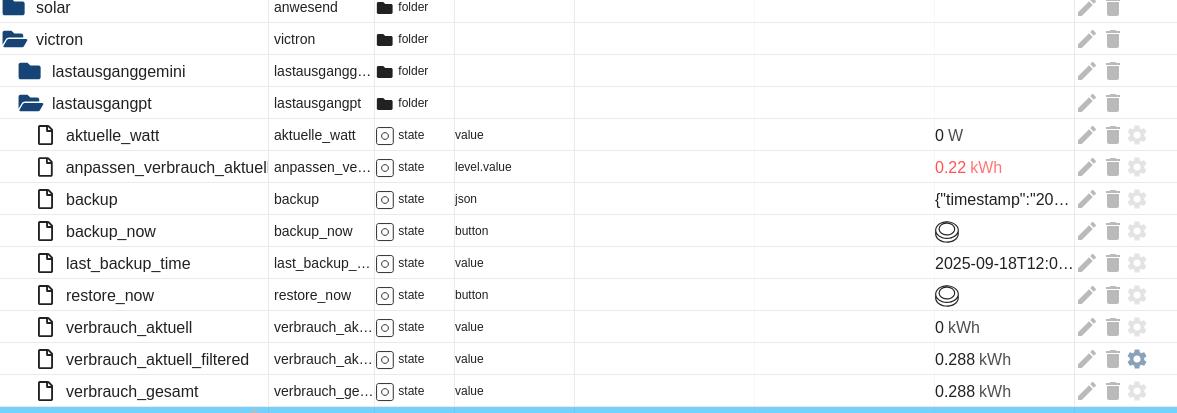 solar anwesend folder
victron victron folder
lastausganggemini lastausgangg... folder
lastausgangpt lastausgangpt folder
aktuelle_watt aktuelle_watt state value 0 W
anpassen_verbrauch_aktuel anpassen_ve... state level.value 0.22 kWh
backup backup state json {"timestamp":"20...
backup_now backup_now state button
last_backup_time last_backup_... state value 2025-09-18T12:0...
restore_now restore_now state button
verbrauch_aktuell verbrauch_ak... state value 0 kWh
verbrauch_aktuell_filtered verbrauch_ak... state value 0.288 kWh
verbrauch_gesamt verbrauch_ge... state value 0.288 kWh